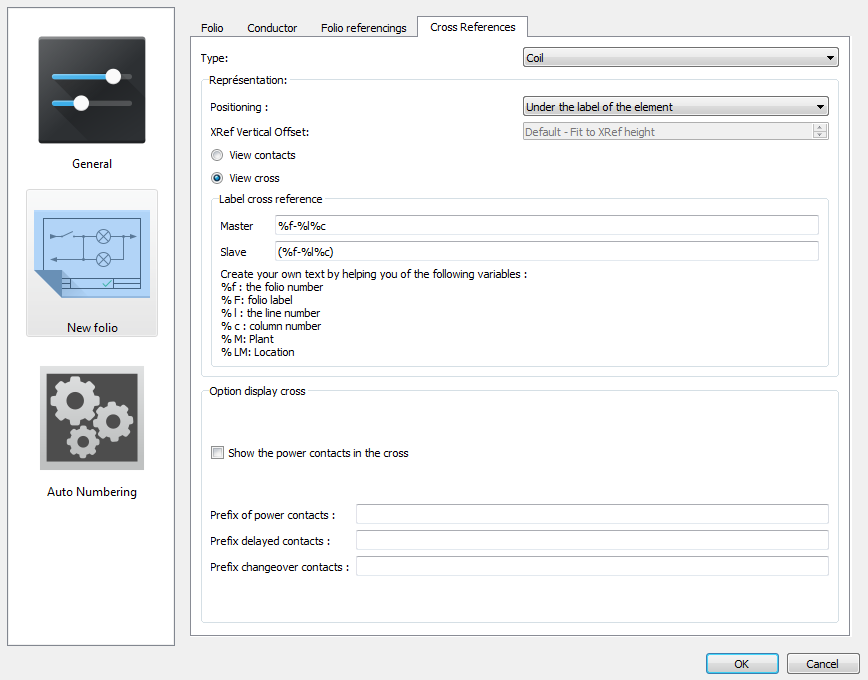 Folio
Conductor
Folio referencings
Cross References
General
New folio
Auto Numbering
Type:
Coil
Représentation:
Positioning :
Under the label of the element
XRef Vertical Offset:
Default - Fit to XRef height
View contacts
View cross
Label cross reference
Master
%f-%l%c
Slave
(%f-%l%c)
Create your own text by helping you of the following variables :
%f : the folio number
% F: folio label
% l : the line number
% c : column number
% M: Plant
% LM: Location
Option display cross
Show the power contacts in the cross
Prefix of power contacts :
Prefix delayed contacts :
Prefix changeover contacts :
OK
Cancel